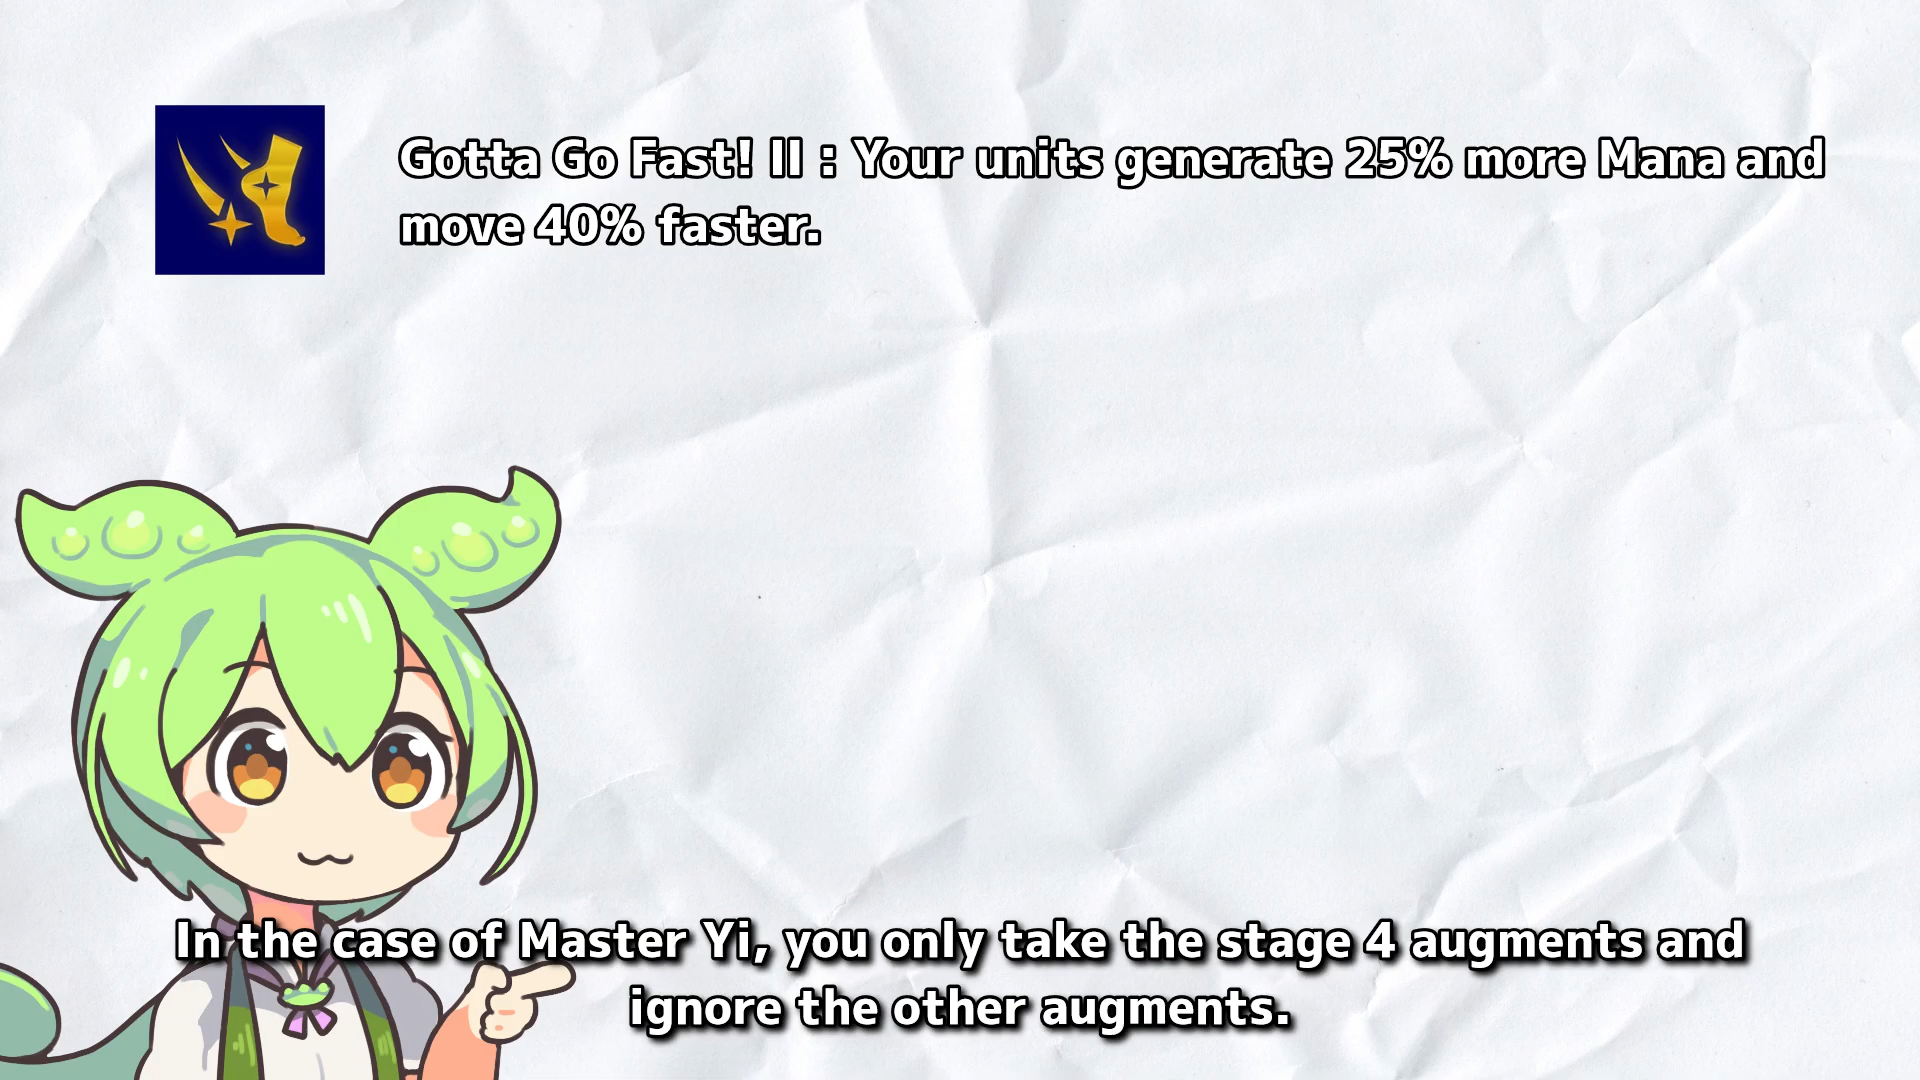 Gotta Go Fast! II : Your units generate 25% more Mana and
move 40% faster.
In the case of Master Yi, you only take the stage 4 augments and
ignore the other augments.